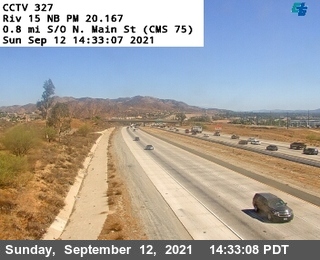 CCTV 327
Riv 15 NB PM 20.167
0.8 mi S/O N. Main St (CMS 75)
Sun Sep 12 14:33:07 2021
Sunday, September 12, 2021 14:33:08 PDT